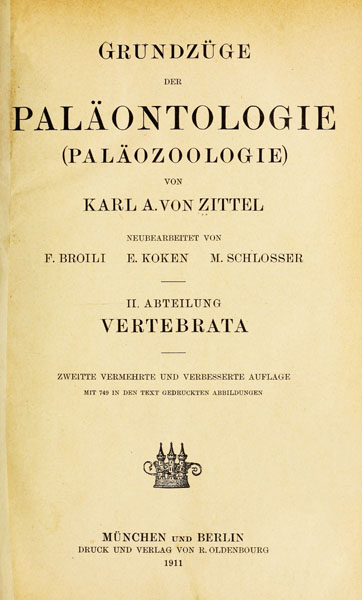 GRUNDZÜGE
DER
PALÄONTOLOGIE
(PALÄOZOOLOGIE)
VON
KARL A. VON ZITTEL
NEUBEARBEITET VON
F. BROILI E. KOKEN M. SCHLOSSER
II. ABTEILUNG
VERTEBRATA
ZWEITTE VERMEHRTE UND VERBESSERTE AUFLAGE
MIT 749 IN DEN TEXT GEDRUCKTEN ABBILDUNGEN
MÜNCHEN UND BERLIN
DRUCK UND VERLAG VON R. OLDENBOURG
1911